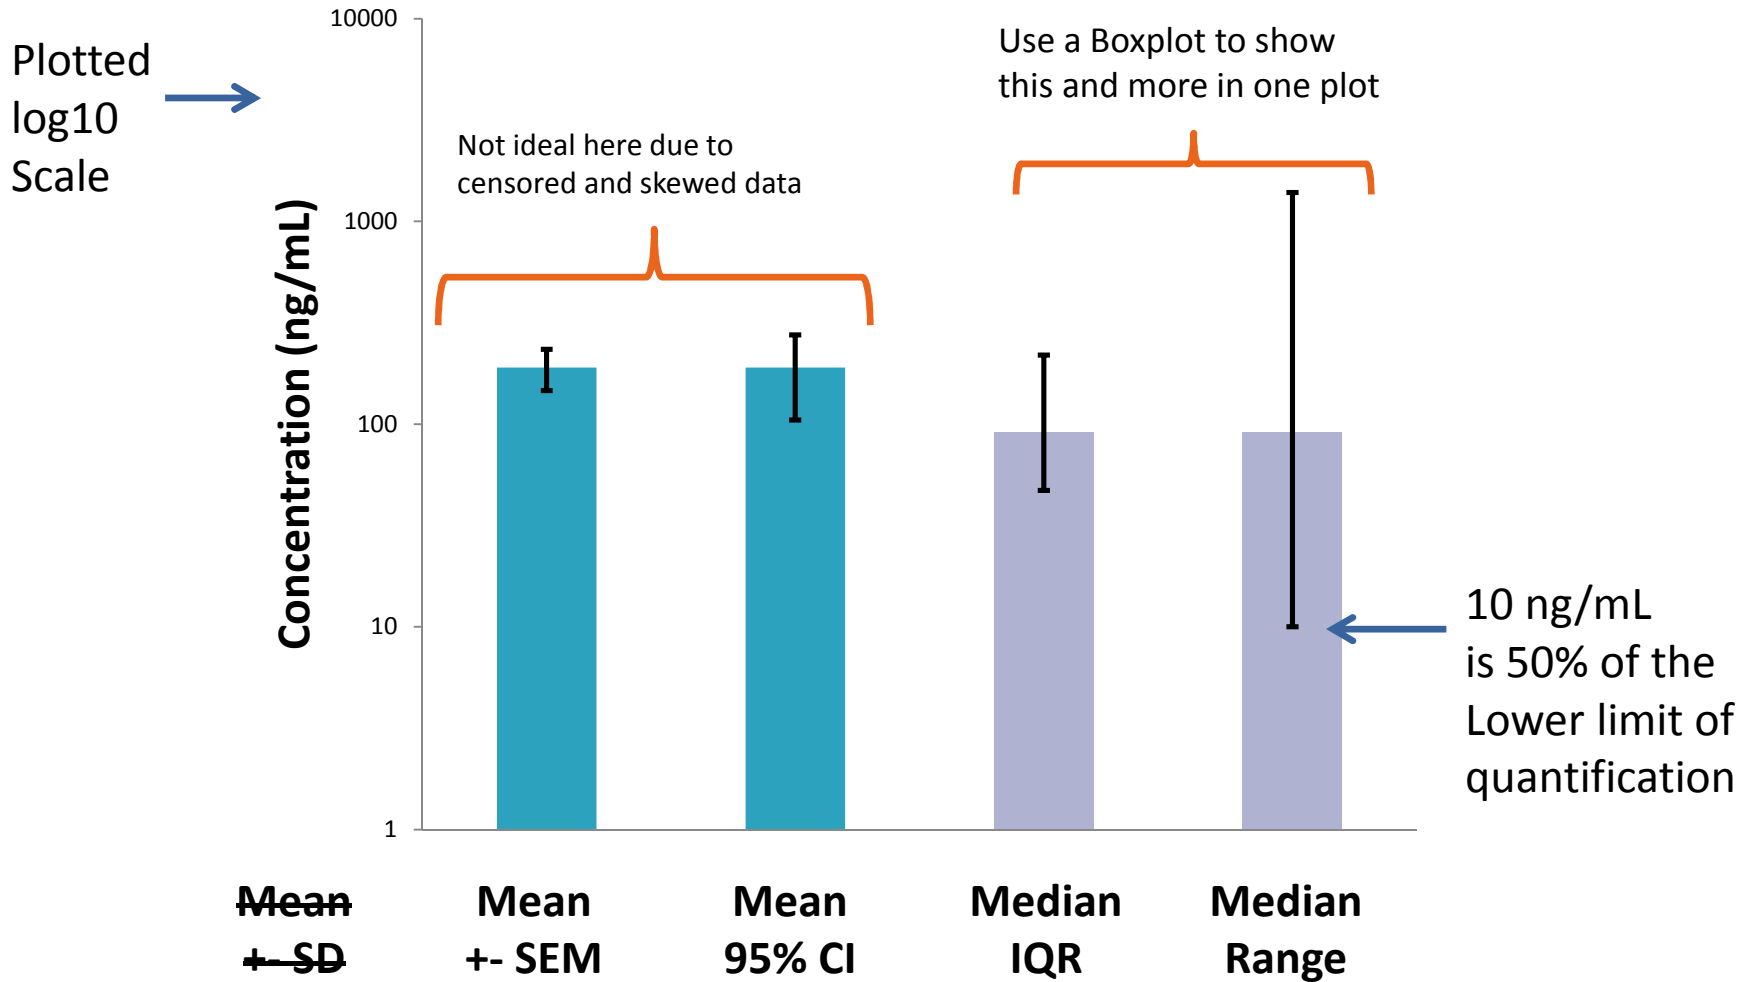 Plotted
log10
Scale
Not ideal here due to
censored and skewed data
Use a Boxplot to show
this and more in one plot
Concentration (ng/mL)
10000
1000
100
10
1
10 ng/mL
is 50% of the
Lower limit of
quantification
Mean
+- SD
Mean
+- SEM
Mean
95% CI
Median
IQR
Median
Range